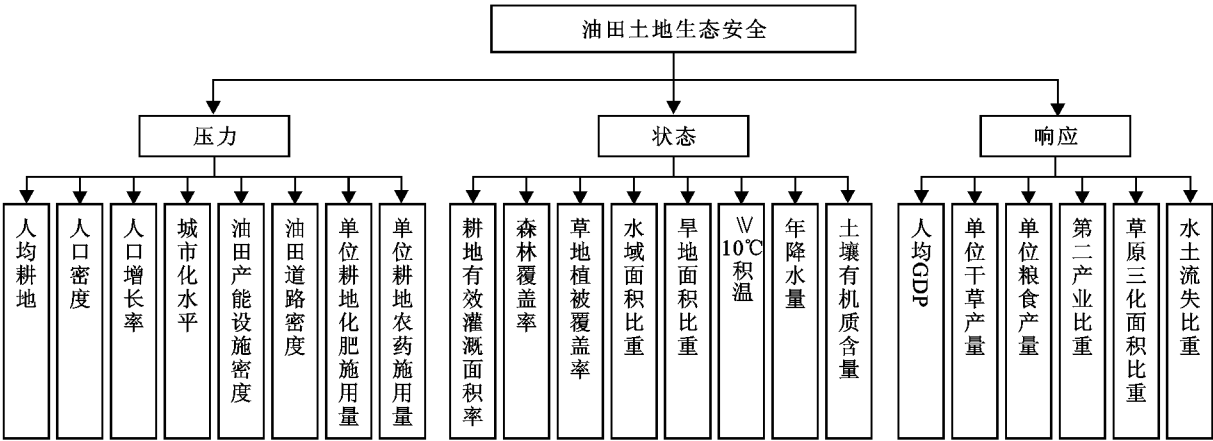 油田土地生态安全
压力
状态
响应
人均耕地
人口密度
人口增长率
城市化水平
油田产能设施密度
油田道路密度
单位耕地化肥施用量
单位耕地农药施用量
耕地有效灌溉面积率
森林覆盖率
草地植被覆盖率
水域面积比重
旱地面积比重
≥10℃积温
年降水量
土壤有机质含量
人均GDP
单位干草产量
单位粮食产量
第二产业比重
草原三化面积比重
水土流失比重